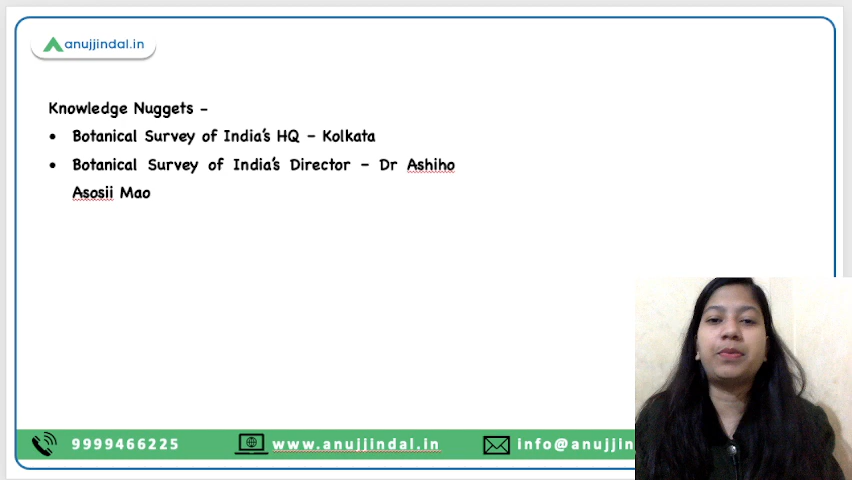 anujjindal.in
Knowledge Nuggets –
• Botanical Survey of India's HQ – Kolkata
• Botanical Survey of India's Director – Dr Ashiho
Asosii Mao
9999466225 www.anujjindal.in info@anujjin